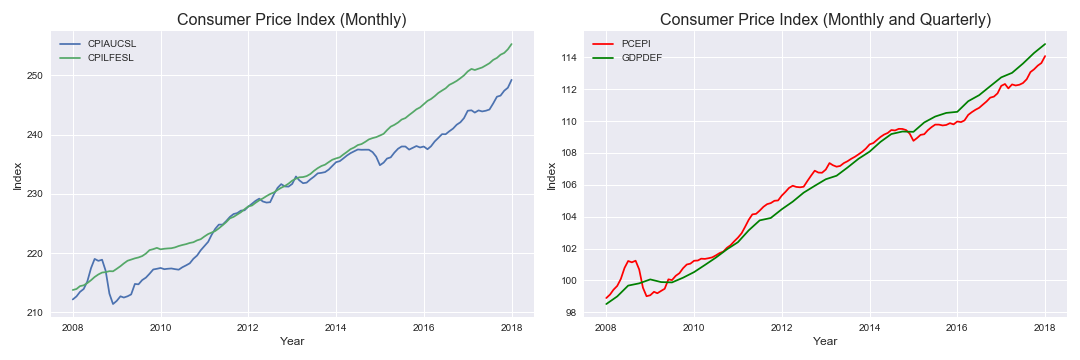 Consumer Price Index (Monthly)
CPIAUCSL
CPILFESL
250
240
230
220
210
Index
2008
2010
2012
2014
2016
2018
Year
Consumer Price Index (Monthly and Quarterly)
PCEPI
GDPDEF
114
112
110
108
106
104
102
100
98
Index
2008
2010
2012
2014
2016
2018
Year